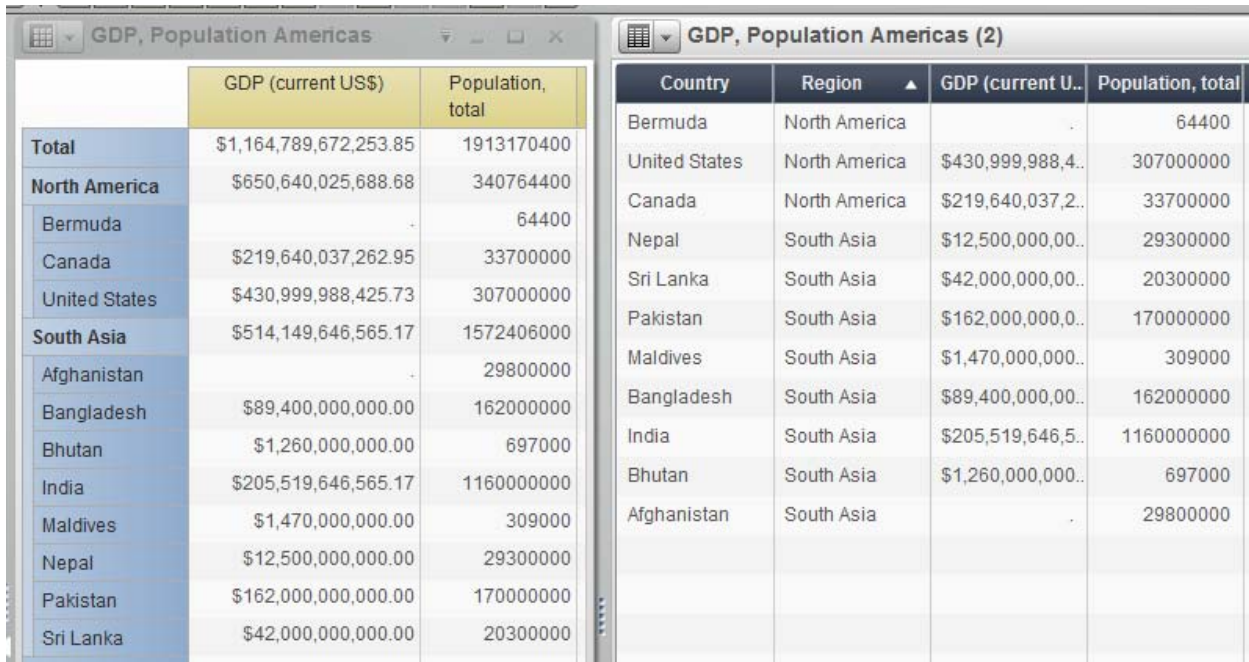 GDP, Population Americas
GDP (current US$) Population, total
Total $1,164,789,672,253.85 1913170400
North America $650,640,025,688.68 340764400
Bermuda . 64400
Canada $219,640,037,262.95 33700000
United States $430,999,988,425.73 307000000
South Asia $514,149,646,565.17 1572406000
Afghanistan . 29800000
Bangladesh $89,400,000,000.00 162000000
Bhutan $1,260,000,000.00 697000
India $205,519,646,565.17 1160000000
Maldives $1,470,000,000.00 309000
Nepal $12,500,000,000.00 29300000
Pakistan $162,000,000,000.00 170000000
Sri Lanka $42,000,000,000.00 20300000
GDP, Population Americas (2)
Country Region GDP (current U.. Population, total
Bermuda North America . 64400
United States North America $430,999,988,4.. 307000000
Canada North America $219,640,037,2.. 33700000
Nepal South Asia $12,500,000,00.. 29300000
Sri Lanka South Asia $42,000,000,00.. 20300000
Pakistan South Asia $162,000,000,0.. 170000000
Maldives South Asia $1,470,000,000.. 309000
Bangladesh South Asia $89,400,000,00.. 162000000
India South Asia $205,519,646,5.. 1160000000
Bhutan South Asia $1,260,000,000.. 697000
Afghanistan South Asia . 29800000